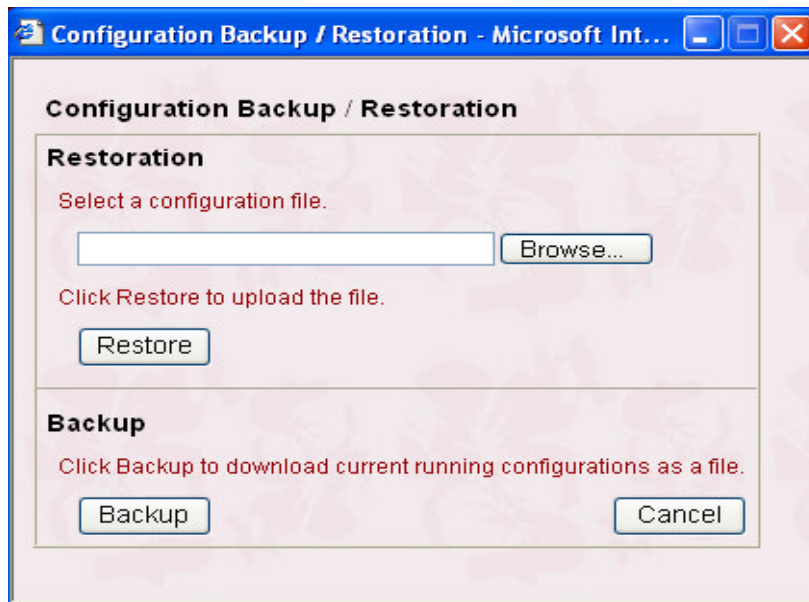 Configuration Backup / Restoration - Microsoft Int...
Configuration Backup / Restoration
Restoration
Select a configuration file.
Browse...
Click Restore to upload the file.
Restore
Backup
Click Backup to download current running configurations as a file.
Backup Cancel